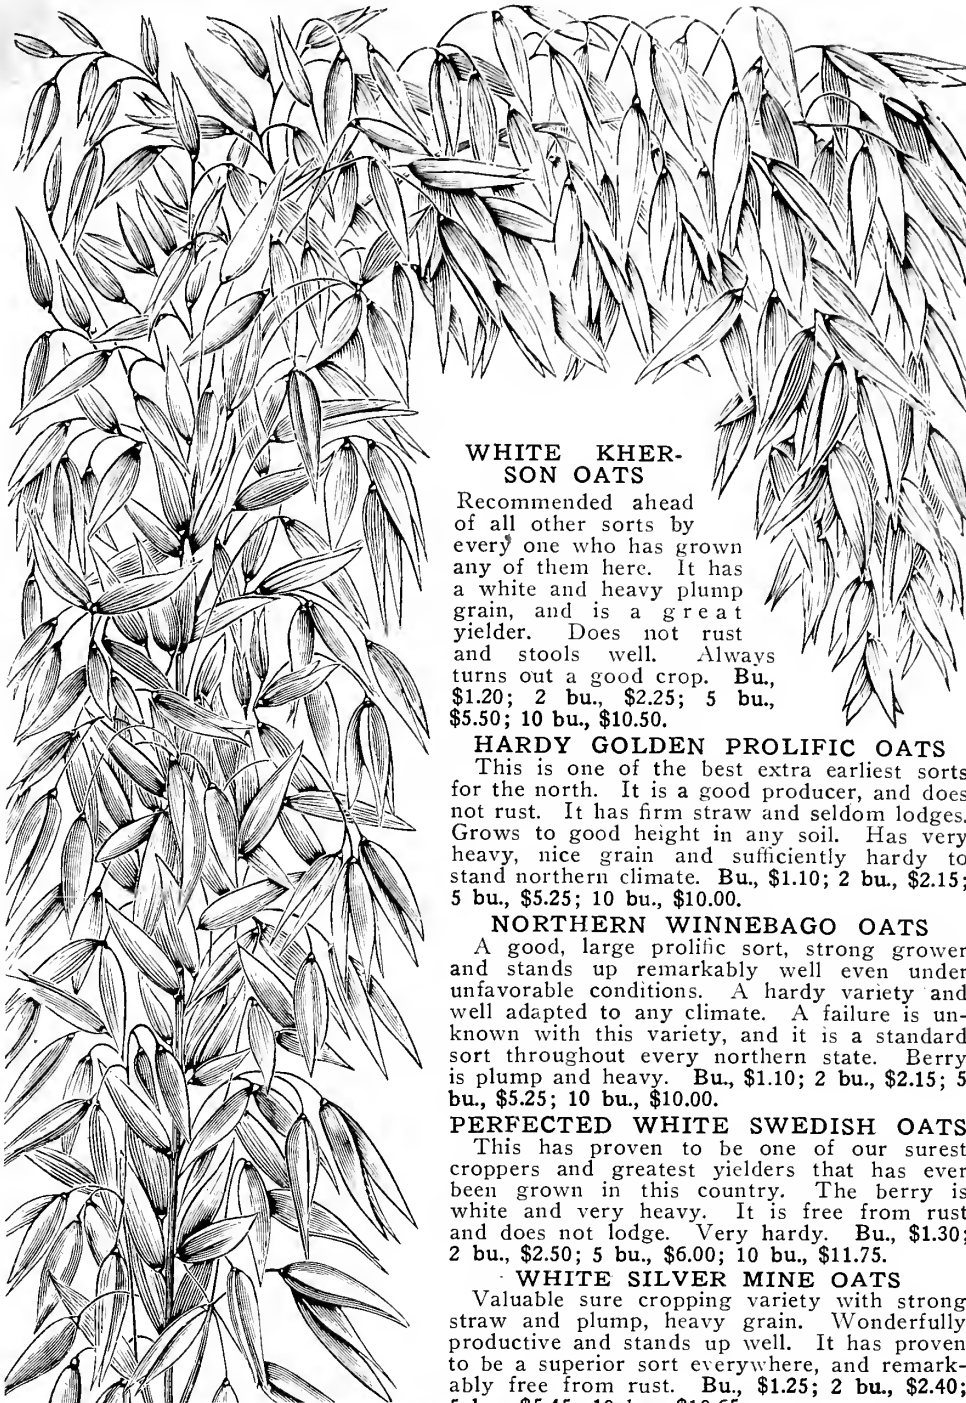 WHITE KHER-
SON OATS
Recommended ahead
of all other sorts by
every one who has grown
any of them here. It has
a white and heavy plump
grain, and is a great
yielder. Does not rust
and stools well. Always
turns out a good crop. Bu.,
$1.20; 2 bu., $2.25; 5 bu.,
$5.50; 10 bu., $10.50.
HARDY GOLDEN PROLIFIC OATS
This is one of the best extra earliest sorts
for the north. It is a good producer, and does
not rust. It has firm straw and seldom lodges.
Grows to good height in any soil. Has very
heavy, nice grain and sufficiently hardy to
stand northern climate. Bu., $1.10; 2 bu., $2.15;
5 bu., $5.25; 10 bu., $10.00.
NORTHERN WINNEBAGO OATS
A good, large prolific sort, strong grower
and stands up remarkably well even under
unfavorable conditions. A hardy variety and
well adapted to any climate. A failure is un-
known with this variety, and it is a standard
sort throughout every northern state. Berry
is plump and heavy. Bu., $1.10; 2 bu., $2.15; 5
bu., $5.25; 10 bu., $10.00.
PERFECTED WHITE SWEDISH OATS
This has proven to be one of our surest
croppers and greatest yielders that has ever
been grown in this country. The berry is
white and very heavy. It is free from rust
and does not lodge. Very hardy. Bu., $1.30;
2 bu., $2.50; 5 bu., $6.00; 10 bu., $11.75.
WHITE SILVER MINE OATS
Valuable sure cropping variety with strong
straw and plump, heavy grain. Wonderfully
productive and stands up well. It has proven
to be a superior sort everywhere, and remark-
ably free from rust. Bu., $1.25; 2 bu., $2.40;